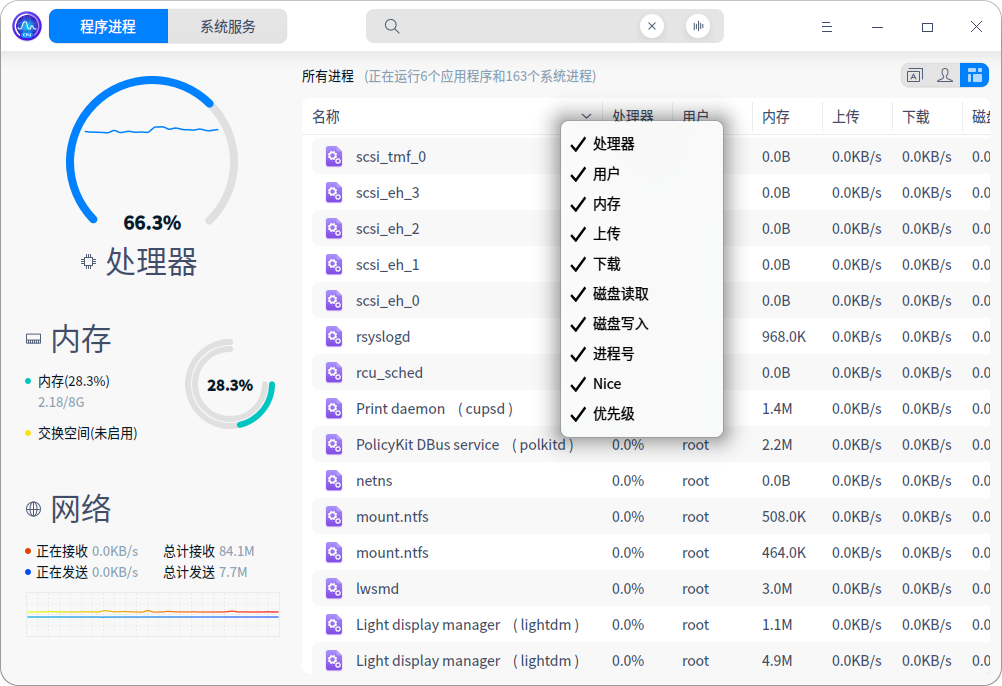 程序进程 系统服务
所有进程 (正在运行6个应用程序和163个系统进程)
66.3%
处理器
内存
内存(28.3%)
2.18/8G
交换空间(未启用)
28.3%
网络
正在接收 0.0KB/s 总计接收 84.1M
正在发送 0.0KB/s 总计发送 7.7M
名称 处理器 用户 内存 上传 下载
scsi_tmf_0 0.0B 0.0KB/s 0.0KB/s 0.0
scsi_eh_3 0.0B 0.0KB/s 0.0KB/s 0.0
scsi_eh_2 0.0B 0.0KB/s 0.0KB/s 0.0
scsi_eh_1 0.0B 0.0KB/s 0.0KB/s 0.0
scsi_eh_0 0.0B 0.0KB/s 0.0KB/s 0.0
rsyslogd 968.0K 0.0KB/s 0.0KB/s 0.0
rcu_sched 0.0B 0.0KB/s 0.0KB/s 0.0
Print daemon (cupsd) 1.4M 0.0KB/s 0.0KB/s 0.0
PolicyKit DBus service (polkitd) 0.0% root 2.2M 0.0KB/s 0.0KB/s 0.0
netns 0.0% root 0.0B 0.0KB/s 0.0KB/s 0.0
mount.ntfs 0.0% root 508.0K 0.0KB/s 0.0KB/s 0.0
mount.ntfs 0.0% root 464.0K 0.0KB/s 0.0KB/s 0.0
lwsmd 0.0% root 3.0M 0.0KB/s 0.0KB/s 0.0
Light display manager (lightdm) 0.0% root 1.1M 0.0KB/s 0.0KB/s 0.0
Light display manager (lightdm) 0.0% root 4.9M 0.0KB/s 0.0KB/s 0.0
处理器
用户
内存
上传
下载
磁盘读取
磁盘写入
进程号
Nice
优先级